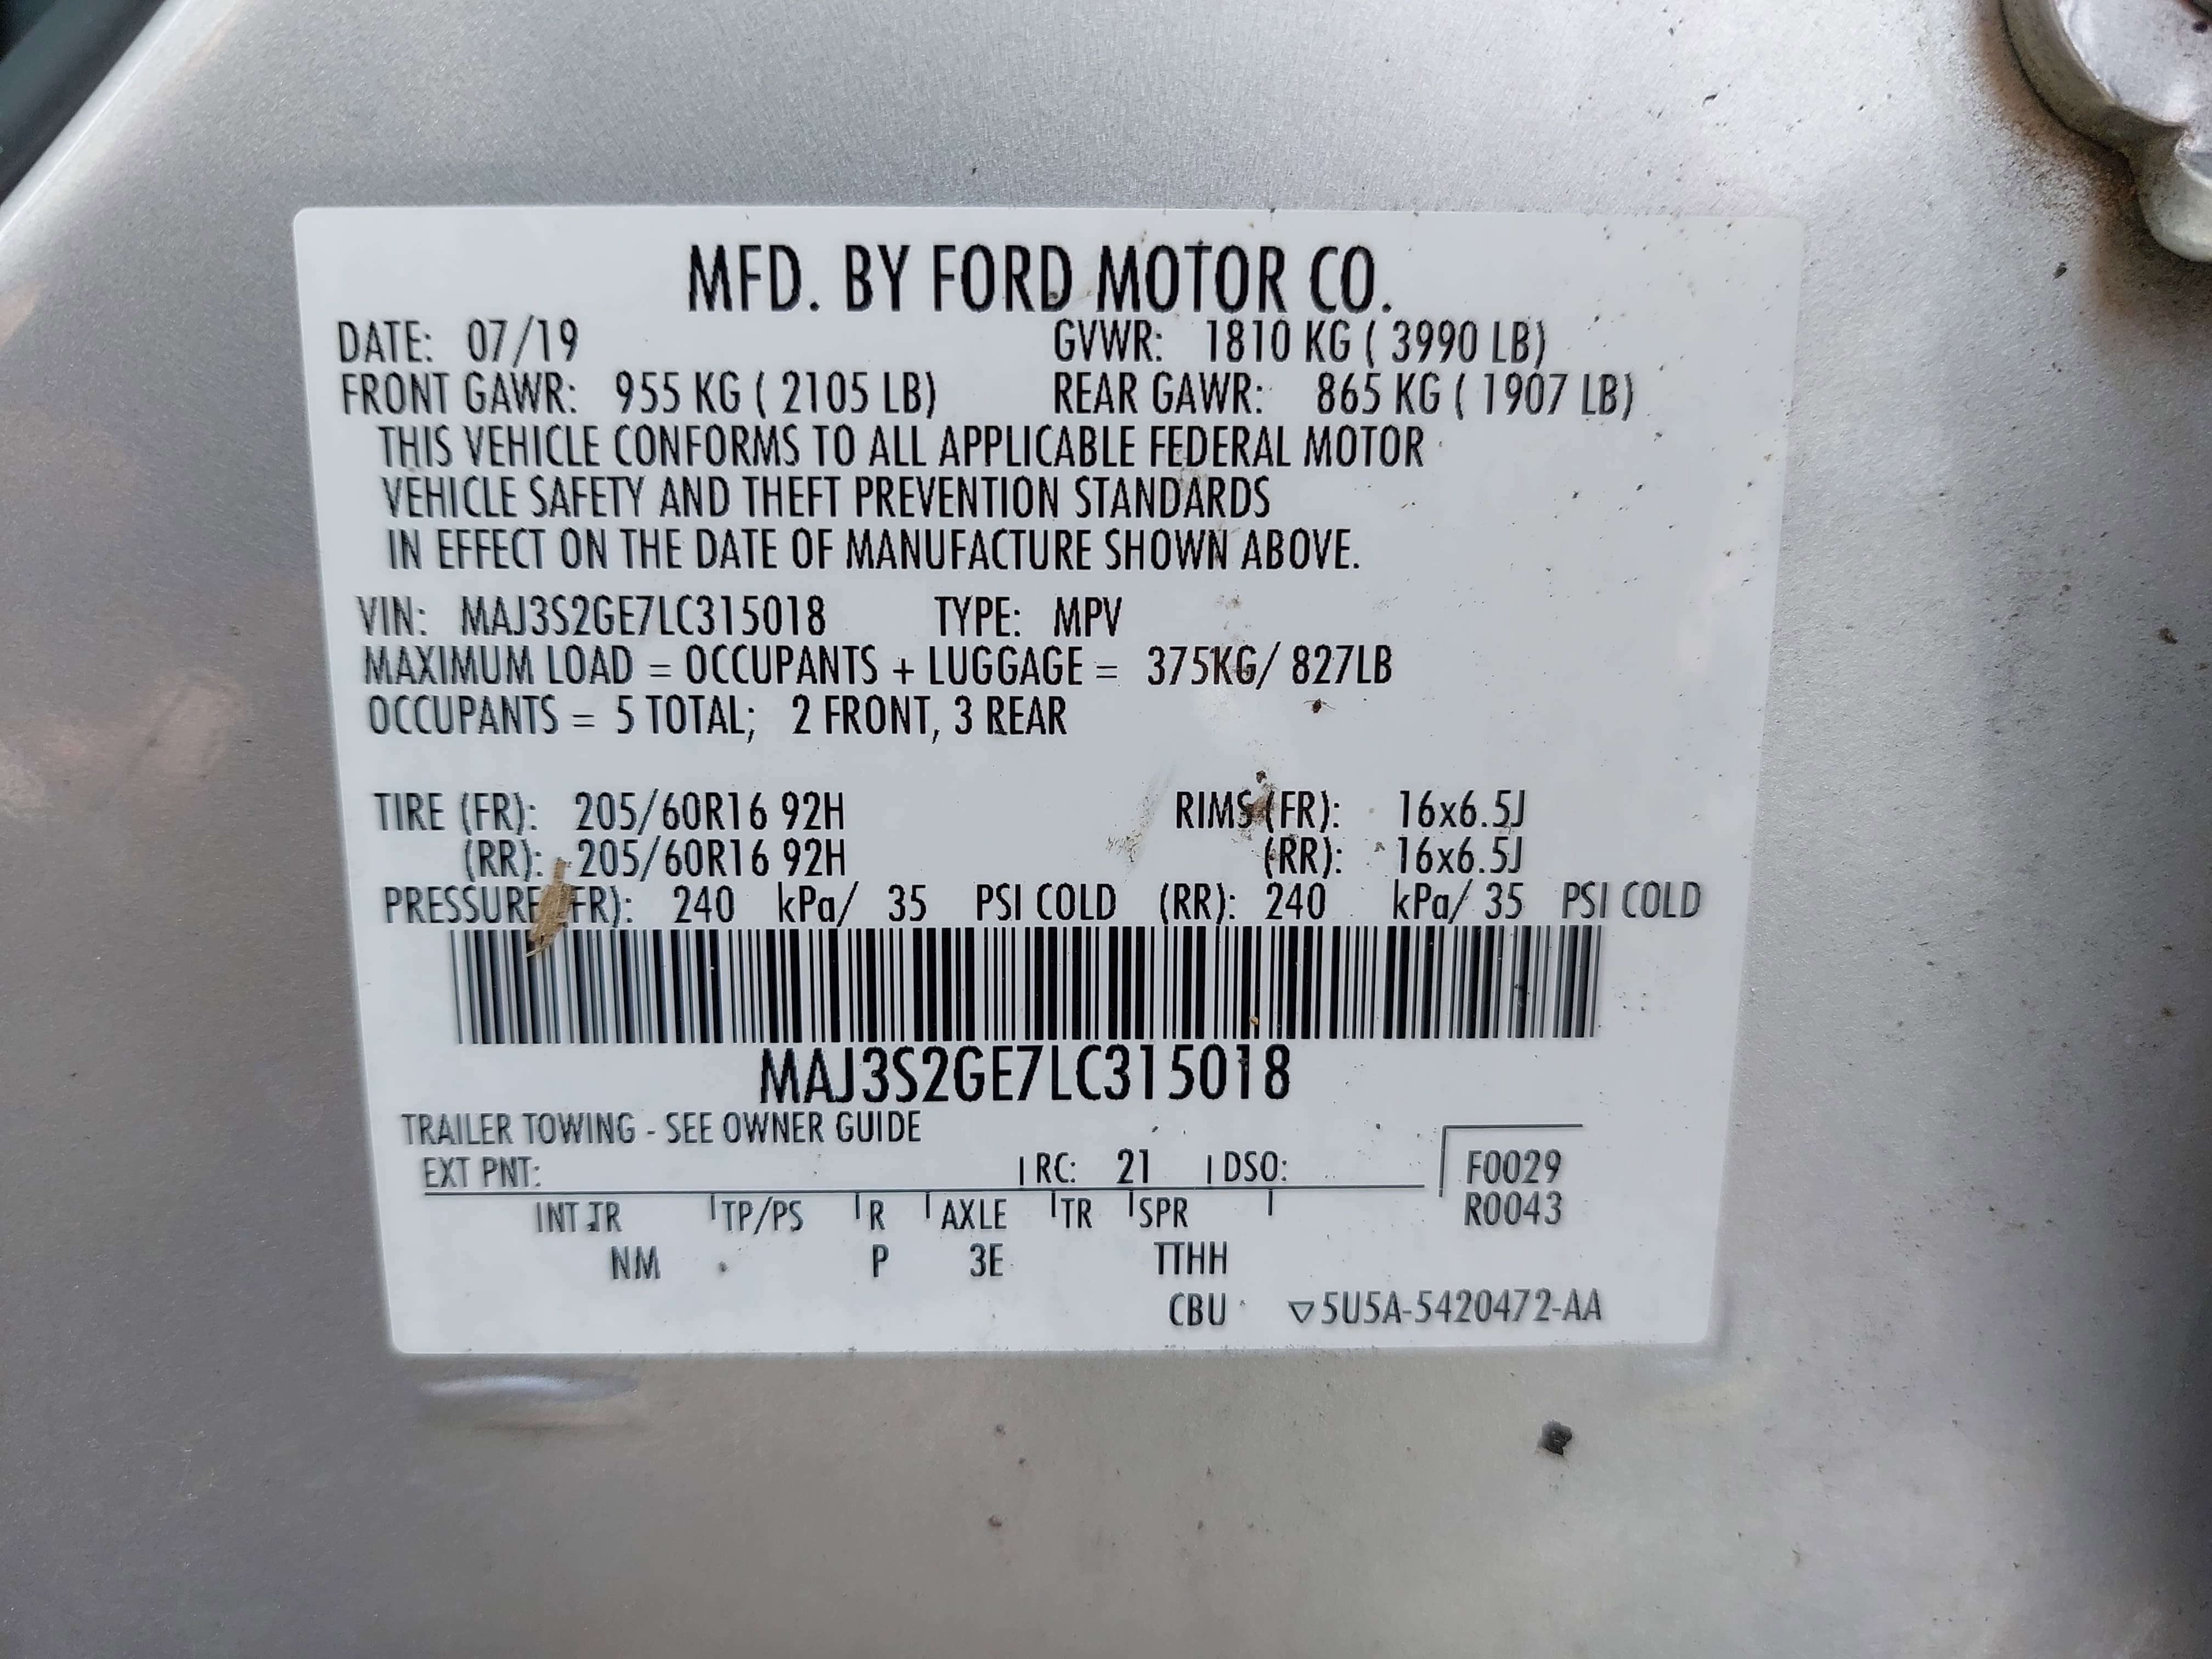 MFD. BY FORD MOTOR CO.
DATE: 07/19 GVWR: 1810 KG ( 3990 LB)
FRONT GAWR: 955 KG ( 2105 LB) REAR GAWR: 865 KG ( 1907 LB)
THIS VEHICLE CONFORMS TO ALL APPLICABLE FEDERAL MOTOR
VEHICLE SAFETY AND THEFT PREVENTION STANDARDS
IN EFFECT ON THE DATE OF MANUFACTURE SHOWN ABOVE.
VIN: MAJ3S2GE7LC315018 TYPE: MPV
MAXIMUM LOAD = OCCUPANTS + LUGGAGE = 375KG/ 827LB
OCCUPANTS = 5 TOTAL; 2 FRONT, 3 REAR
TIRE (FR): 205/60R16 92H RIMS (FR): 16x6.5J
(RR): 205/60R16 92H (RR): 16x6.5J
PRESSURE (FR): 240 kPa/ 35 PSI COLD (RR): 240 kPa/ 35 PSI COLD
MAJ3S2GE7LC315018
TRAILER TOWING - SEE OWNER GUIDE
EXT PNT: RC: 21 DSO: F0029
INT TR TP/PS R AXLE TR SPR R0043
NM P 3E TTHH
CBU ▽5U5A-5420472-AA